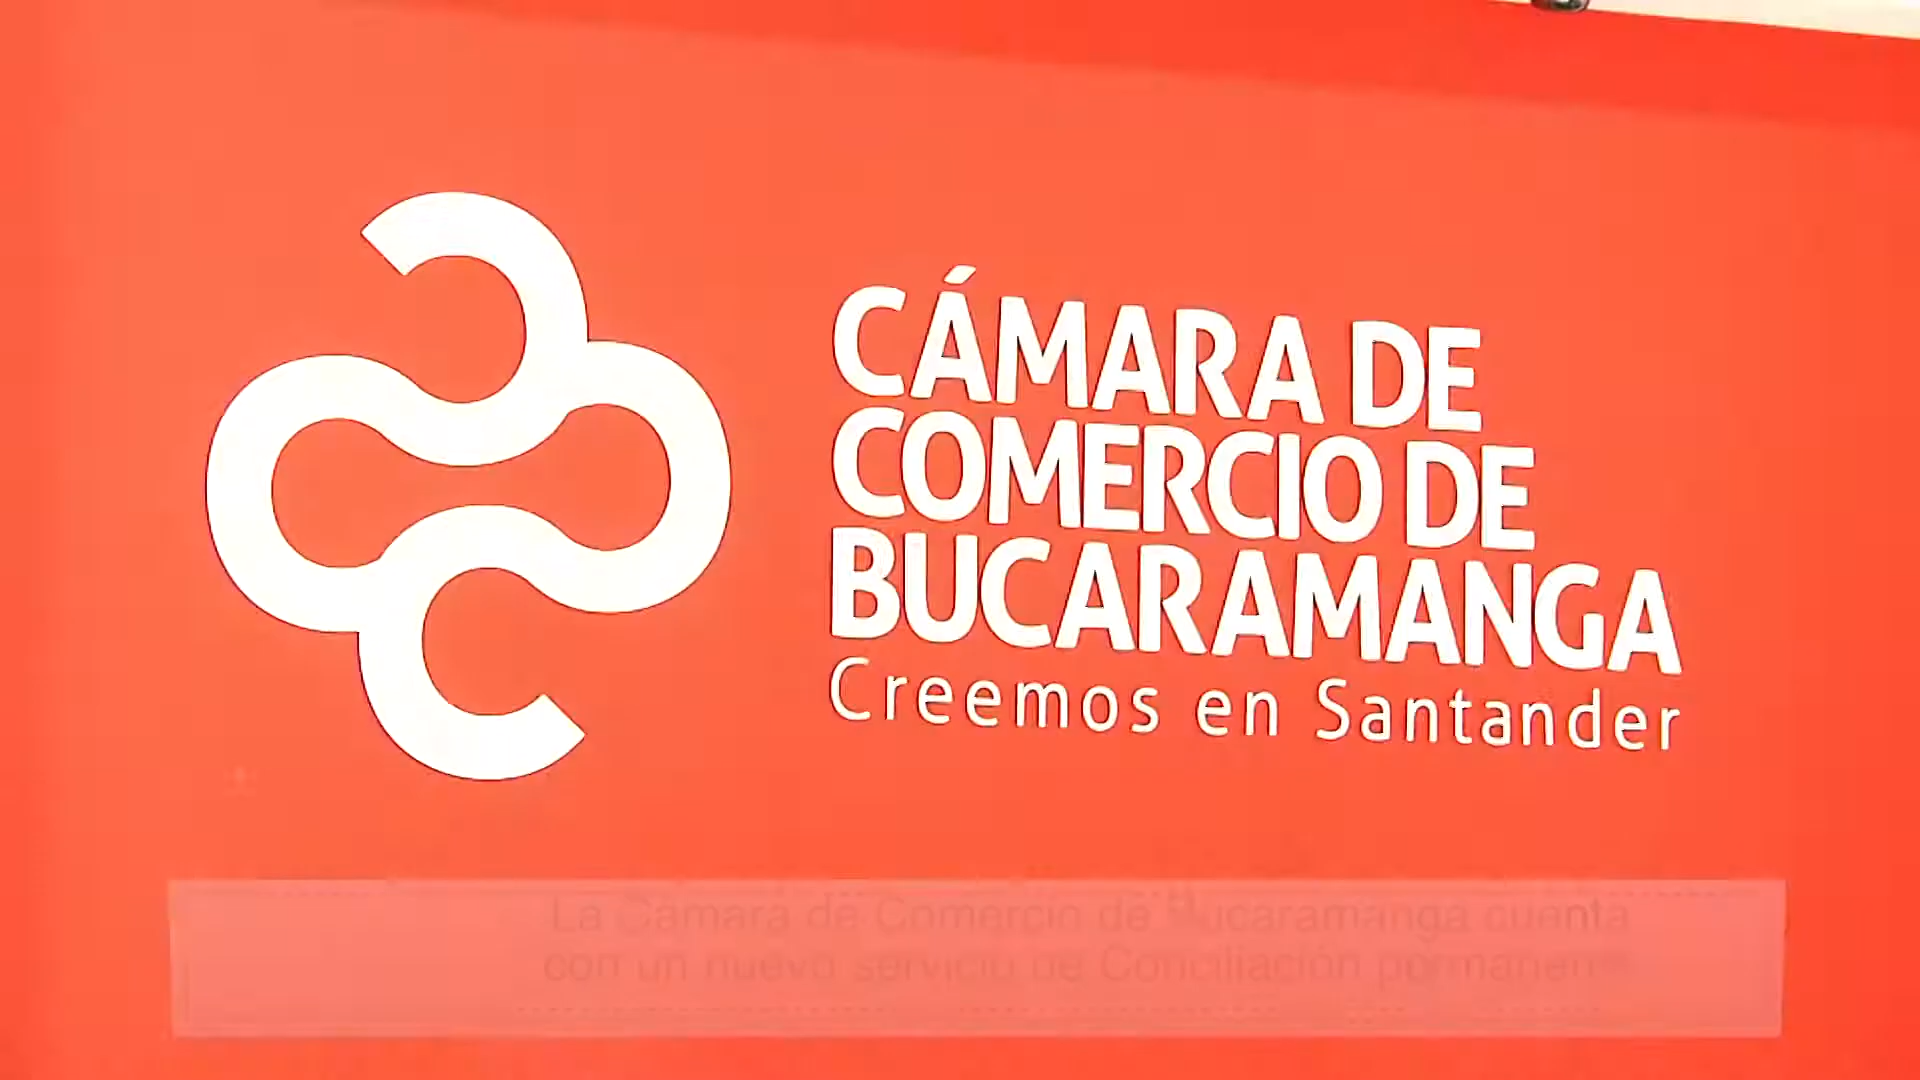 CÁMARA DE
COMERCIO DE
BUCARAMANGA
Creemos en Santander
La Cámara de Comercio de Bucaramanga cuenta
con un nuevo servicio de Conciliación permanente